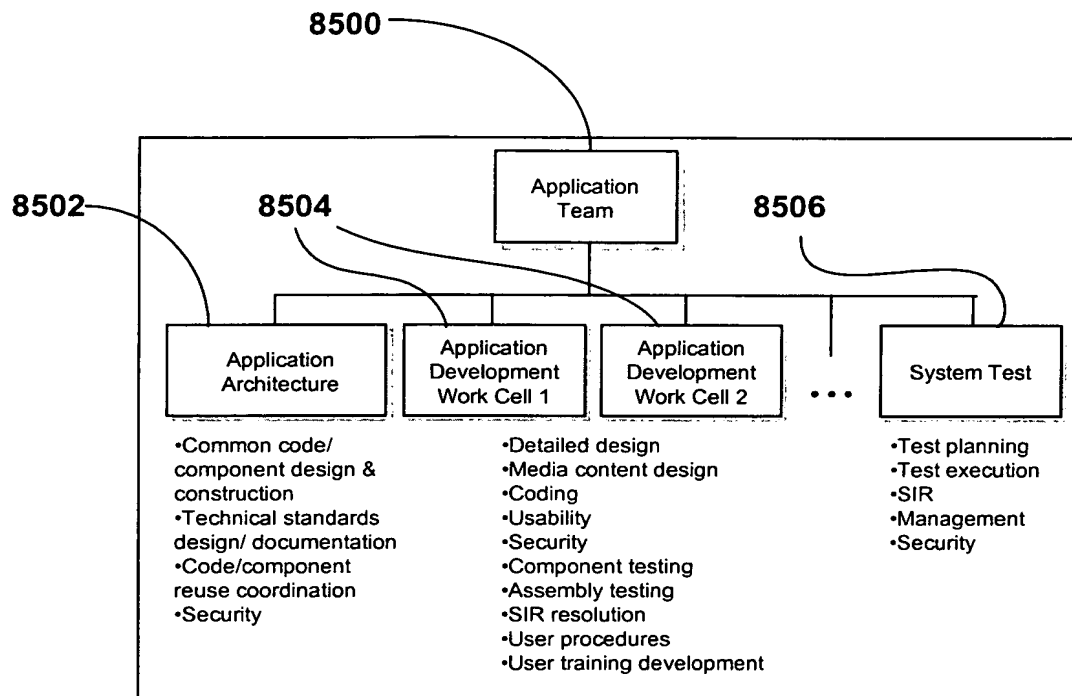 8500
Application
Team
8502
8504
8506
Application
Architecture
Application
Development
Work Cell 1
Application
Development
Work Cell 2
...
System Test
•Common code/
component design &
construction
•Technical standards
design/ documentation
•Code/component
reuse coordination
•Security
•Detailed design
•Media content design
•Coding
•Usability
•Security
•Component testing
•Assembly testing
•SIR resolution
•User procedures
•User training development
•Test planning
•Test execution
•SIR
•Management
•Security